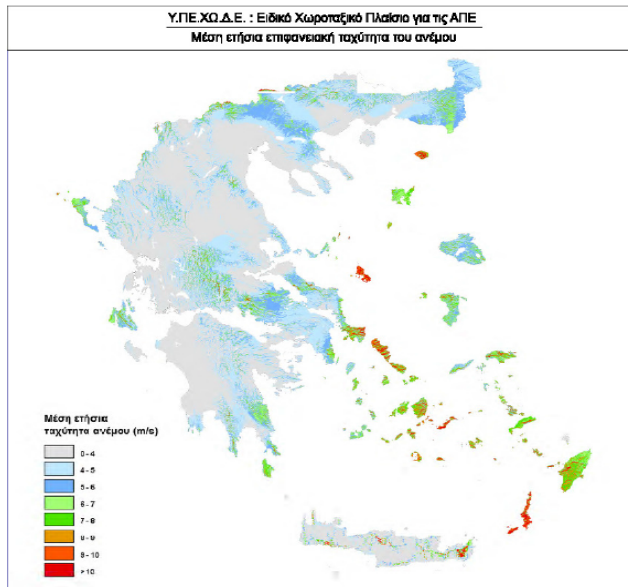 Υ.ΠΕ.ΧΩ.Δ.Ε. : Ειδικό Χωροταξικό Πλαίσιο για τις ΑΠΕ
Μέση ετήσια επιφανειακή ταχύτητα του ανέμου
Μέση ετήσια
ταχύτητα ανέμου (m/s)
0 - 4
4 - 5
5 - 6
6 - 7
7 - 8
8 - 9
9 - 10
>10